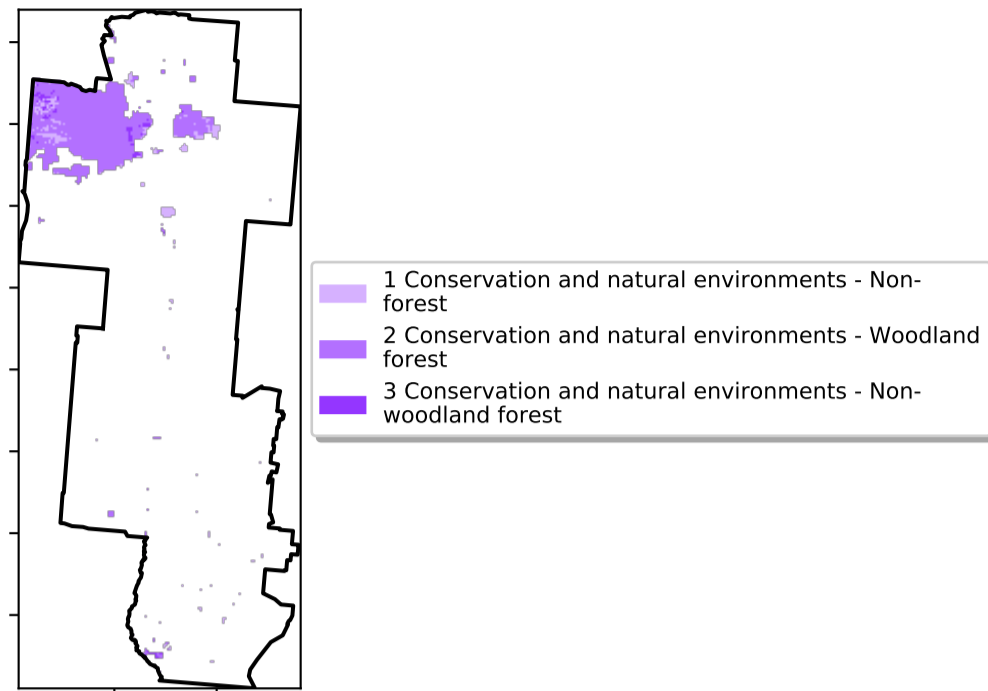 1 Conservation and natural environments - Non-
forest
2 Conservation and natural environments - Woodland
forest
3 Conservation and natural environments - Non-
woodland forest